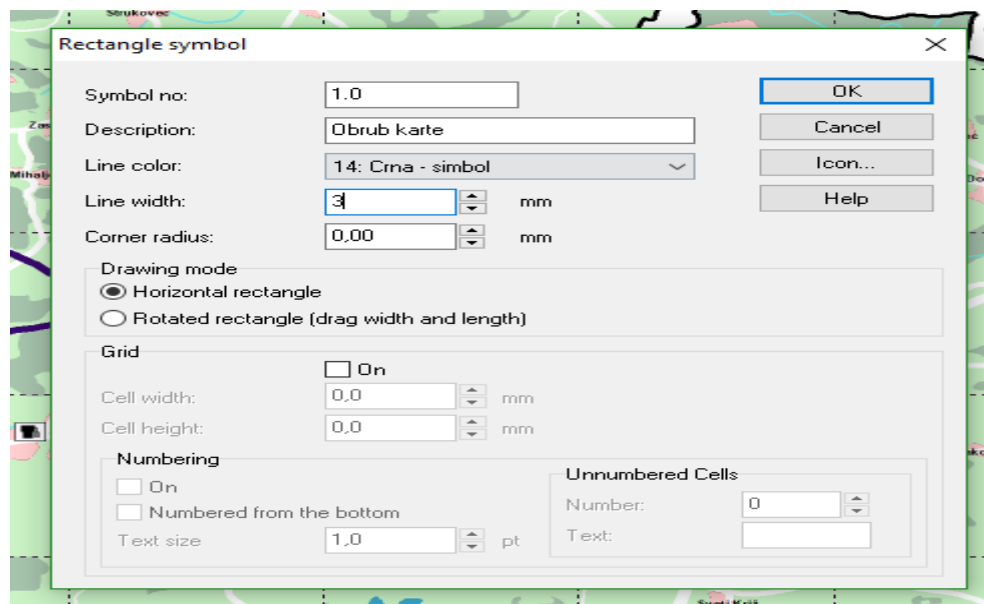 Štrukovec
Rectangle symbol
Symbol no: 1.0 OK
Description: Obrub karte Cancel
Line color: 14: Crna - simbol Icon...
Line width: 3 mm Help
Corner radius: 0,00 mm
Drawing mode
Horizontal rectangle
Rotated rectangle (drag width and length)
Grid
On
Cell width: 0,0 mm
Cell height: 0,0 mm
Numbering
On
Numbered from the bottom
Text size 1,0 pt
Unnumbered Cells
Number: 0
Text:
Sveti Križ